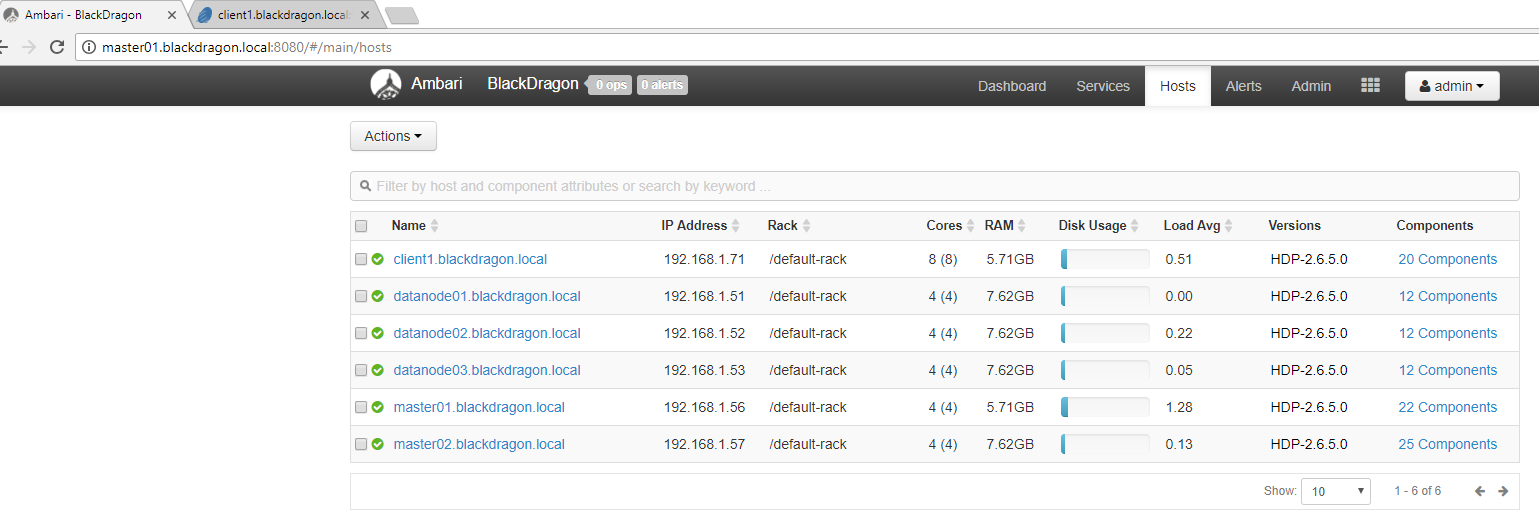 Ambari - BlackDragon client1.blackdragon.local:
master01.blackdragon.local:8080/#/main/hosts
Ambari BlackDragon 0 ops 0 alerts Dashboard Services Hosts Alerts Admin admin
Actions
Filter by host and component attributes or search by keyword ...
Name IP Address Rack Cores RAM Disk Usage Load Avg Versions Components
client1.blackdragon.local 192.168.1.71 /default-rack 8 (8) 5.71GB 0.51 HDP-2.6.5.0 20 Components
datanode01.blackdragon.local 192.168.1.51 /default-rack 4 (4) 7.62GB 0.00 HDP-2.6.5.0 12 Components
datanode02.blackdragon.local 192.168.1.52 /default-rack 4 (4) 7.62GB 0.22 HDP-2.6.5.0 12 Components
datanode03.blackdragon.local 192.168.1.53 /default-rack 4 (4) 7.62GB 0.05 HDP-2.6.5.0 12 Components
master01.blackdragon.local 192.168.1.56 /default-rack 4 (4) 5.71GB 1.28 HDP-2.6.5.0 22 Components
master02.blackdragon.local 192.168.1.57 /default-rack 4 (4) 7.62GB 0.13 HDP-2.6.5.0 25 Components
Show: 10 1 - 6 of 6